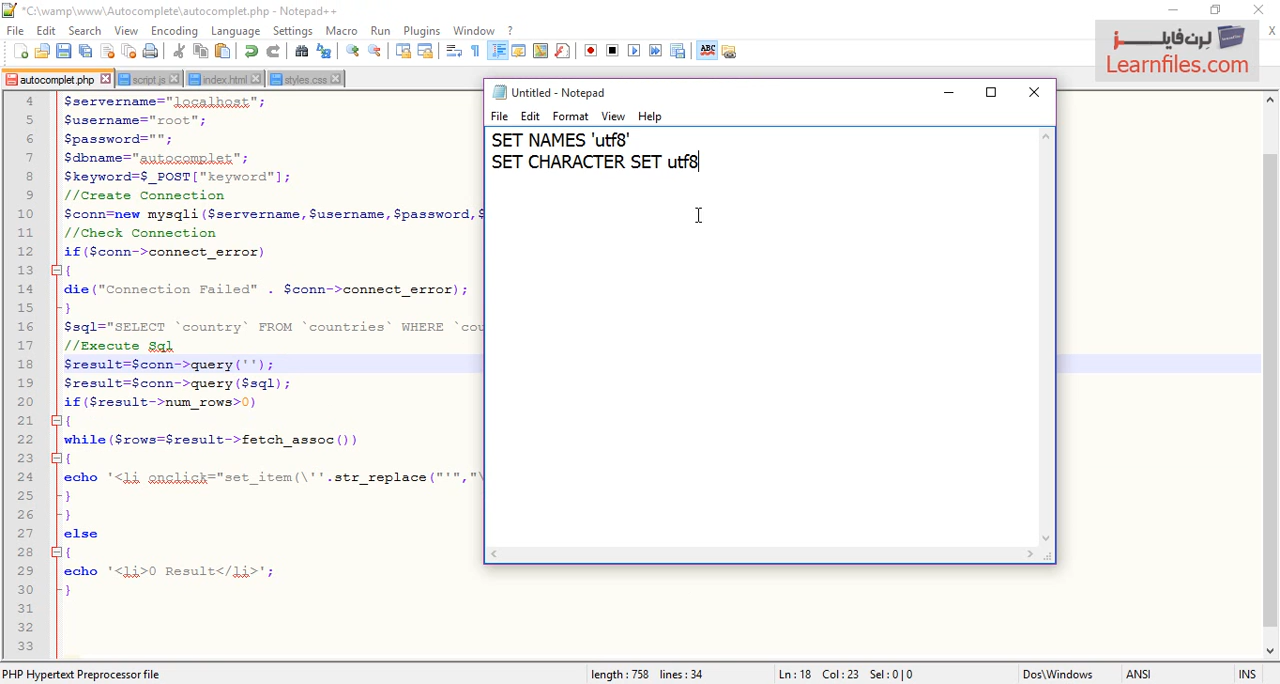 *C:\wamp\www\Autocomplete\autocomplet.php - Notepad++
File Edit Search View Encoding Language Settings Macro Run Plugins Window ? X
لرن فایلز
Learnfiles.com
autocomplet.php script.js index.html styles.css
4 $servername="localhost";
5 $username="root";
6 $password="";
7 $dbname="autocomplet";
8 $keyword=$_POST["keyword"];
9 //Create Connection
10 $conn=new mysqli($servername,$username,$password,$
11 //Check Connection
12 if($conn->connect_error)
13 {
14 die("Connection Failed" . $conn->connect_error);
15 }
16 $sql="SELECT `country` FROM `countries` WHERE `cou
17 //Execute Sql
18 $result=$conn->query('');
19 $result=$conn->query($sql);
20 if($result->num_rows>0)
21 {
22 while($rows=$result->fetch_assoc())
23 {
24 echo '<li onclick="set_item(\''.str_replace("'","\
25 }
26 }
27 else
28 {
29 echo '<li>0 Result</li>';
30 }
31
32
33
Untitled - Notepad
File Edit Format View Help
SET NAMES 'utf8'
SET CHARACTER SET utf8
PHP Hypertext Preprocessor file length : 758 lines : 34 Ln : 18 Col : 23 Sel : 0 | 0 Dos\Windows ANSI INS